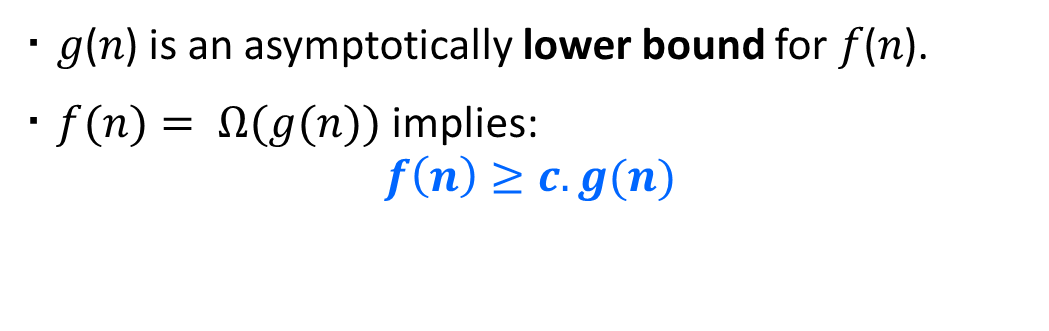 ▪ g(n) is an asymptotically lower bound for f(n).
▪ f(n) = Ω(g(n)) implies:
f(n) ≥ c. g(n)